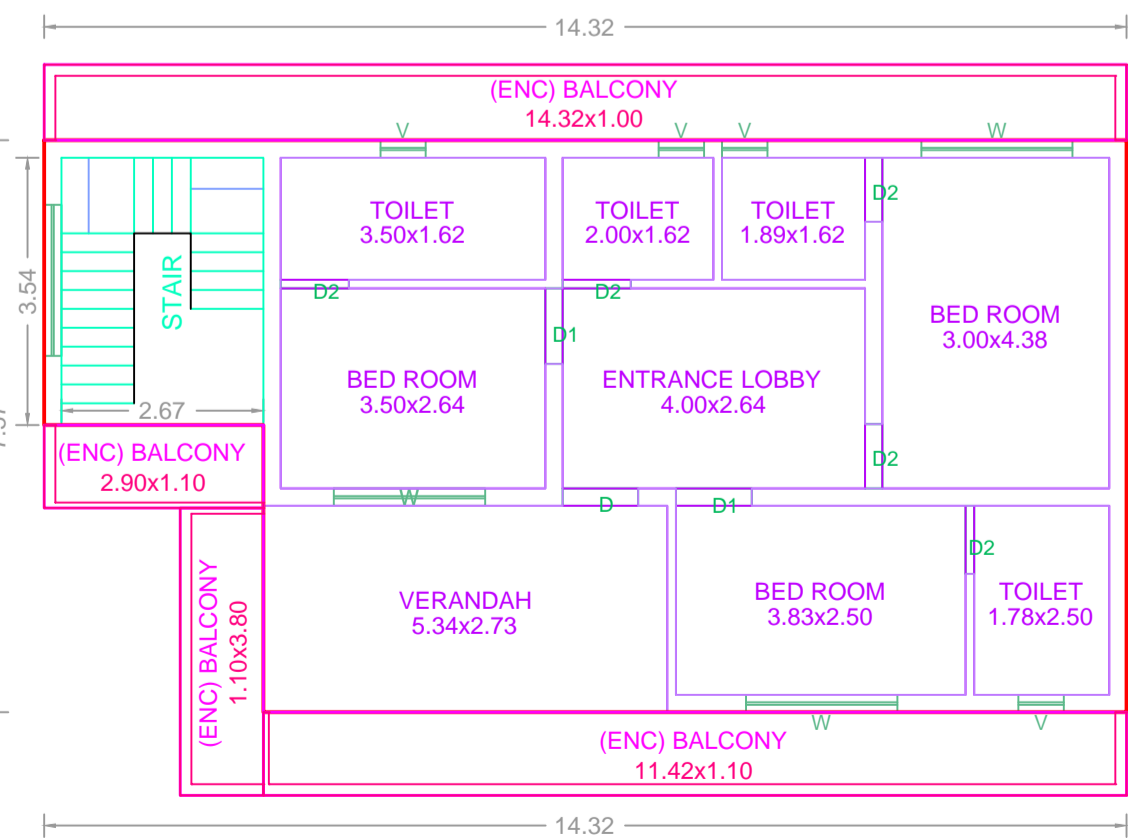 14.32
(ENC) BALCONY
14.32x1.00
V
V
V
W
TOILET
3.50x1.62
TOILET
2.00x1.62
TOILET
1.89x1.62
D2
STAIR
3.54
D2
D2
D1
BED ROOM
3.00x4.38
BED ROOM
3.50x2.64
ENTRANCE LOBBY
4.00x2.64
2.67
(ENC) BALCONY
2.90x1.10
D2
W
D
D1
D2
(ENC) BALCONY
1.10x3.80
VERANDAH
5.34x2.73
BED ROOM
3.83x2.50
TOILET
1.78x2.50
W
V
(ENC) BALCONY
11.42x1.10
14.32